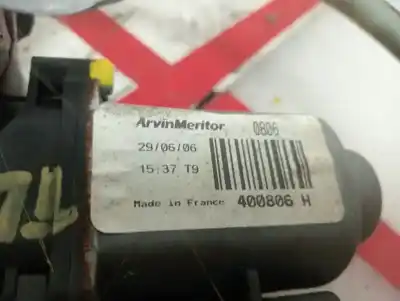 ArvinMeritor 0806
29/06/06
15:37 T9
Made in France 400806 H